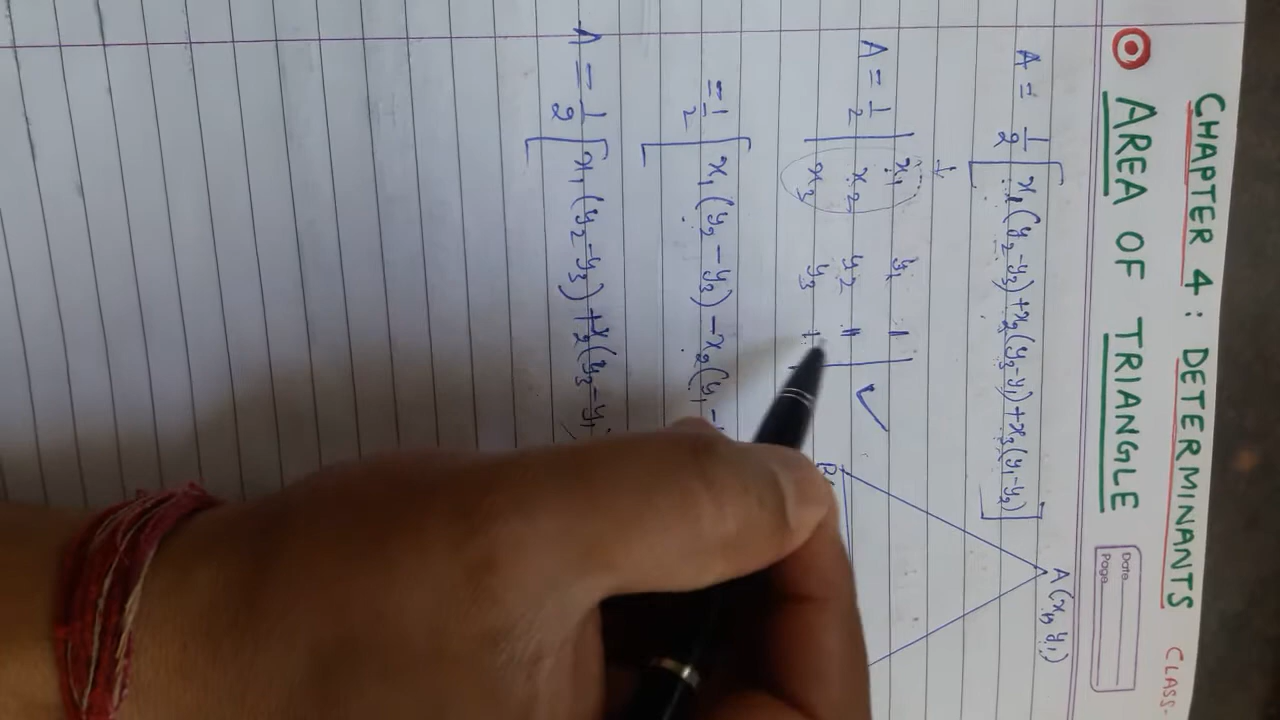 CHAPTER 4 : DETERMINANTS CLASS-
AREA OF TRIANGLE
Date
Page
A = 1/2 [x₁(y₂-y₃)+x₂(y₃-y₁)+x₃(y₁-y₂)]
A(x₁, y₁)
A = 1/2 | x₁ y₁ 1
x₂ y₂ 1
x₃ y₃ 1 | ✓
B(
= 1/2 [x₁(y₂-y₃)-x₂(y₁-
A = 1/2 [x₁(y₂-y₃)+x₂(y₃-y₁)